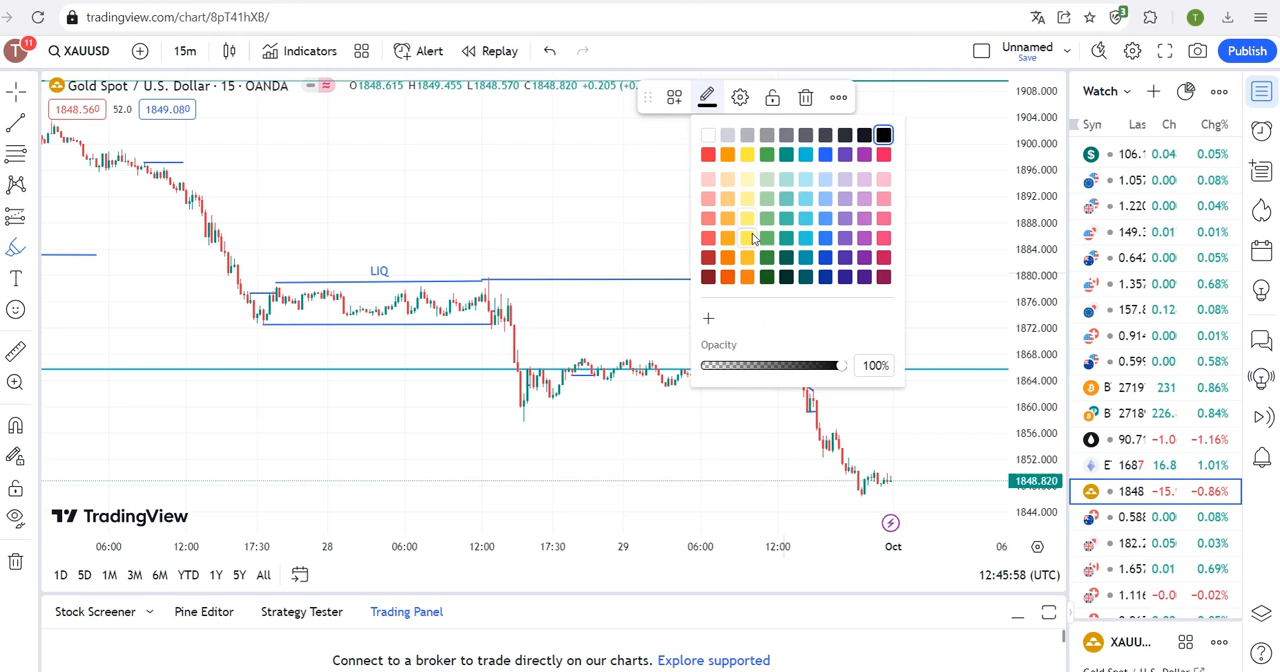 tradingview.com/chart/8pT41hXB/
3
T
T 11
XAUUSD
15m
Indicators
Alert
Replay
Unnamed
Save
Publish
Gold Spot / U.S. Dollar · 15 · OANDA
O1848.615 H1849.455 L1848.570 C1848.820 +0.205 (+0.
1848.560 52.0 1849.080
LIQ
Opacity
100%
1908.000
1904.000
1900.000
1896.000
1892.000
1888.000
1884.000
1880.000
1876.000
1872.000
1868.000
1864.000
1860.000
1856.000
1852.000
1848.820
1844.000
TradingView
06:00 12:00 17:30 28 06:00 12:00 17:30 29 06:00 12:00 Oct 06
1D 5D 1M 3M 6M YTD 1Y 5Y All
12:45:58 (UTC)
Stock Screener
Pine Editor
Strategy Tester
Trading Panel
Connect to a broker to trade directly on our charts. Explore supported
Watch
Syn Las Ch Chg%
106.1 0.04 0.05%
1.057 0.00 0.08%
1.220 0.00 0.04%
149.3 0.01 0.01%
0.642 0.00 0.05%
1.357 0.00 0.68%
157.8 0.12 0.08%
0.914 0.00 0.01%
0.599 0.00 0.58%
B 2719 231 0.86%
B 2718 226. 0.84%
90.71 −1.0 −1.16%
E 1687 16.8 1.01%
1848 −15. −0.86%
0.588 0.00 0.08%
182.2 0.05 0.03%
1.657 0.01 0.69%
1.116 −0.0 −0.02%
XAUU...